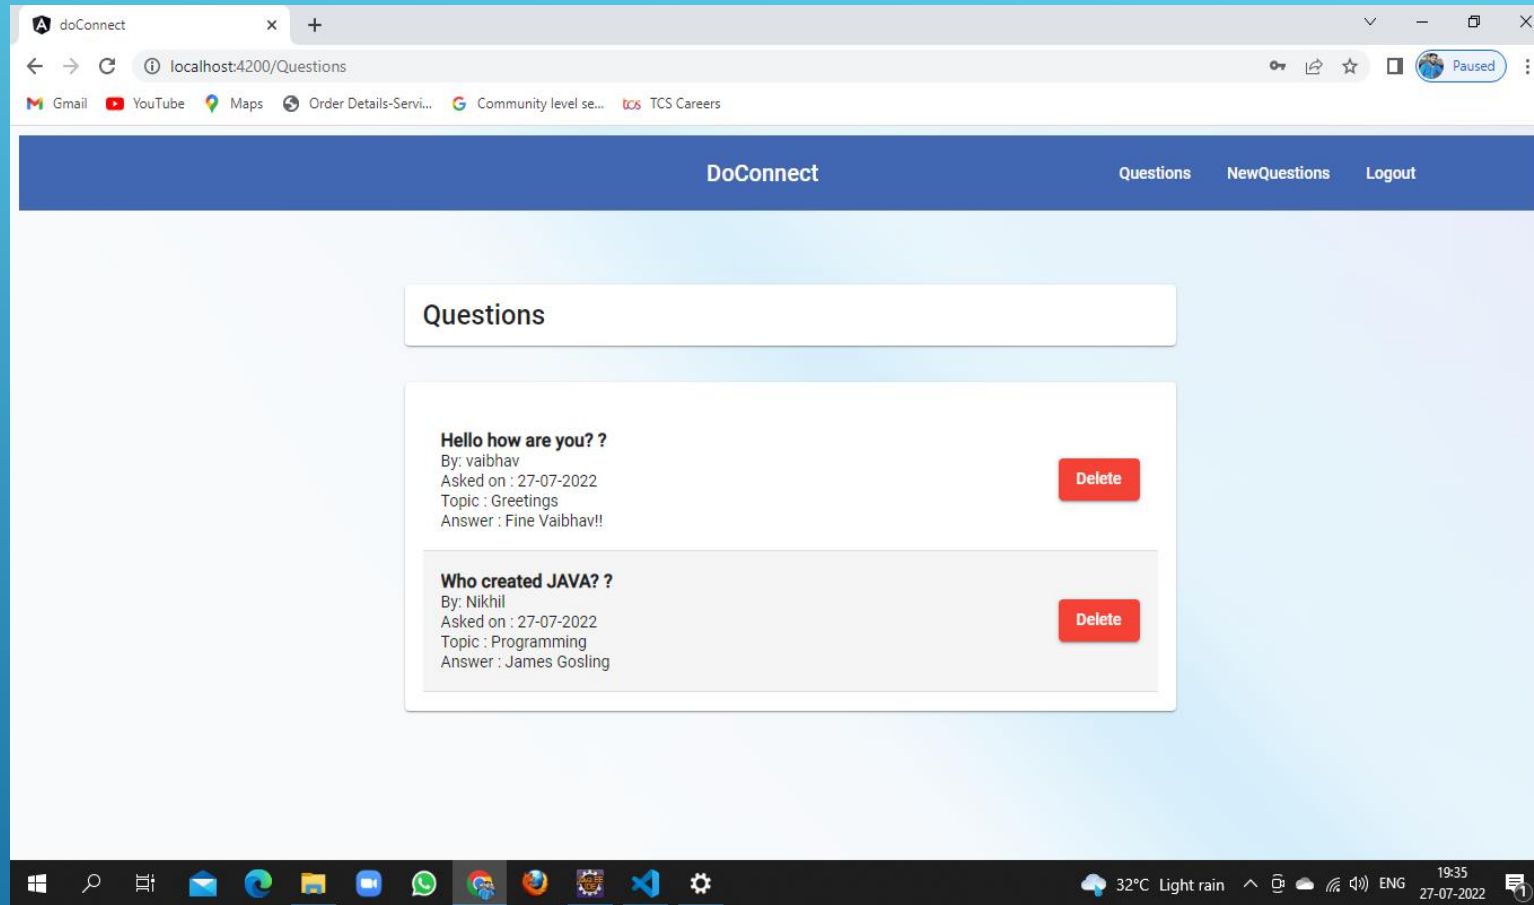 doConnect
localhost:4200/Questions
Paused
Gmail YouTube Maps Order Details-Servi... Community level se... tcs TCS Careers
DoConnect Questions NewQuestions Logout
Questions
Hello how are you? ?
By: vaibhav
Asked on : 27-07-2022
Topic : Greetings
Answer : Fine Vaibhav!!
Delete
Who created JAVA? ?
By: Nikhil
Asked on : 27-07-2022
Topic : Programming
Answer : James Gosling
Delete
32°C Light rain ENG 19:35
27-07-2022
1